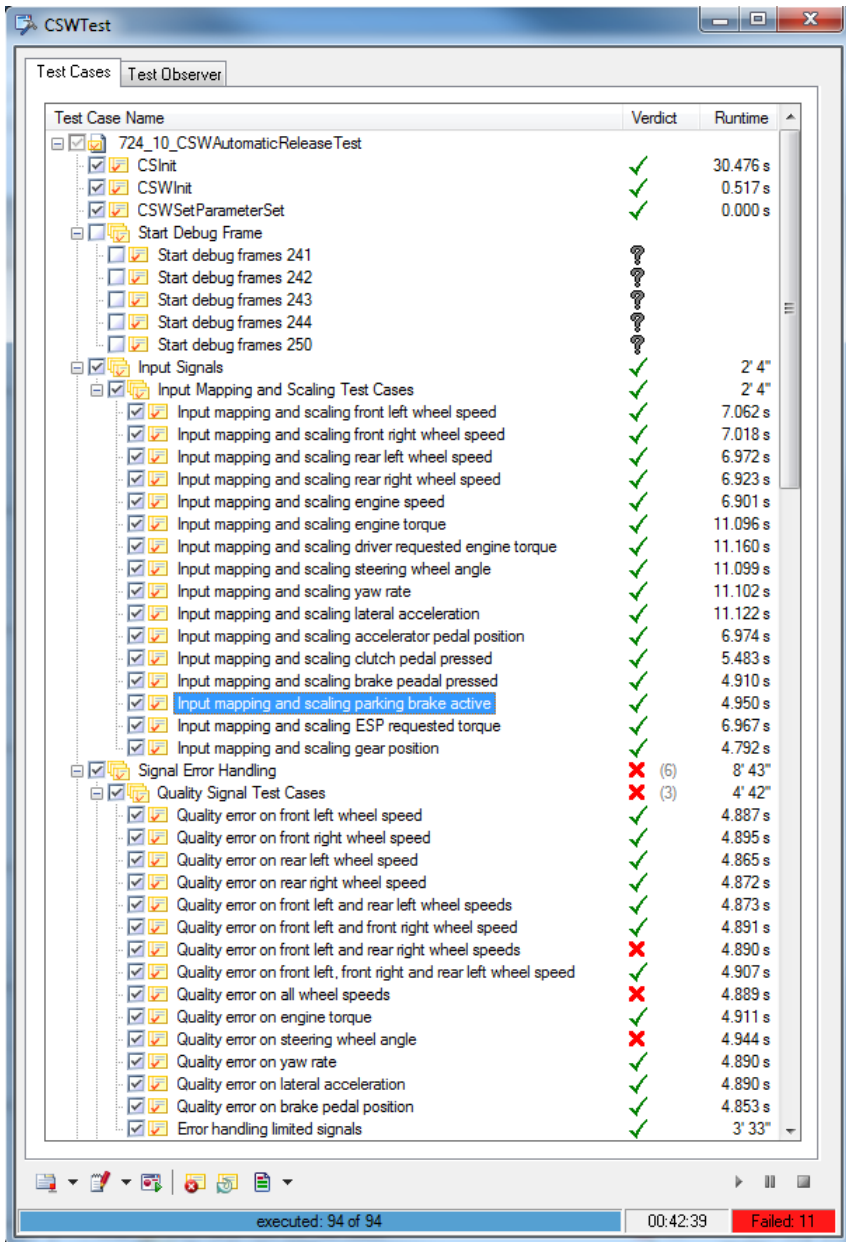 CSWTest
Test Cases Test Observer
Test Case Name Verdict Runtime
724_10_CSWAutomaticReleaseTest
CSInit 30.476 s
CSWInit 0.517 s
CSWSetParameterSet 0.000 s
Start Debug Frame
Start debug frames 241
Start debug frames 242
Start debug frames 243
Start debug frames 244
Start debug frames 250
Input Signals 2' 4"
Input Mapping and Scaling Test Cases 2' 4"
Input mapping and scaling front left wheel speed 7.062 s
Input mapping and scaling front right wheel speed 7.018 s
Input mapping and scaling rear left wheel speed 6.972 s
Input mapping and scaling rear right wheel speed 6.923 s
Input mapping and scaling engine speed 6.901 s
Input mapping and scaling engine torque 11.096 s
Input mapping and scaling driver requested engine torque 11.160 s
Input mapping and scaling steering wheel angle 11.099 s
Input mapping and scaling yaw rate 11.102 s
Input mapping and scaling lateral acceleration 11.122 s
Input mapping and scaling accelerator pedal position 6.974 s
Input mapping and scaling clutch pedal pressed 5.483 s
Input mapping and scaling brake peadal pressed 4.910 s
Input mapping and scaling parking brake active 4.950 s
Input mapping and scaling ESP requested torque 6.967 s
Input mapping and scaling gear position 4.792 s
Signal Error Handling (6) 8' 43"
Quality Signal Test Cases (3) 4' 42"
Quality error on front left wheel speed 4.887 s
Quality error on front right wheel speed 4.895 s
Quality error on rear left wheel speed 4.865 s
Quality error on rear right wheel speed 4.872 s
Quality error on front left and rear left wheel speeds 4.873 s
Quality error on front left and front right wheel speed 4.891 s
Quality error on front left and rear right wheel speeds 4.890 s
Quality error on front left, front right and rear left wheel speed 4.907 s
Quality error on all wheel speeds 4.889 s
Quality error on engine torque 4.911 s
Quality error on steering wheel angle 4.944 s
Quality error on yaw rate 4.890 s
Quality error on lateral acceleration 4.890 s
Quality error on brake pedal position 4.853 s
Error handling limited signals 3' 33"
executed: 94 of 94 00:42:39 Failed: 11